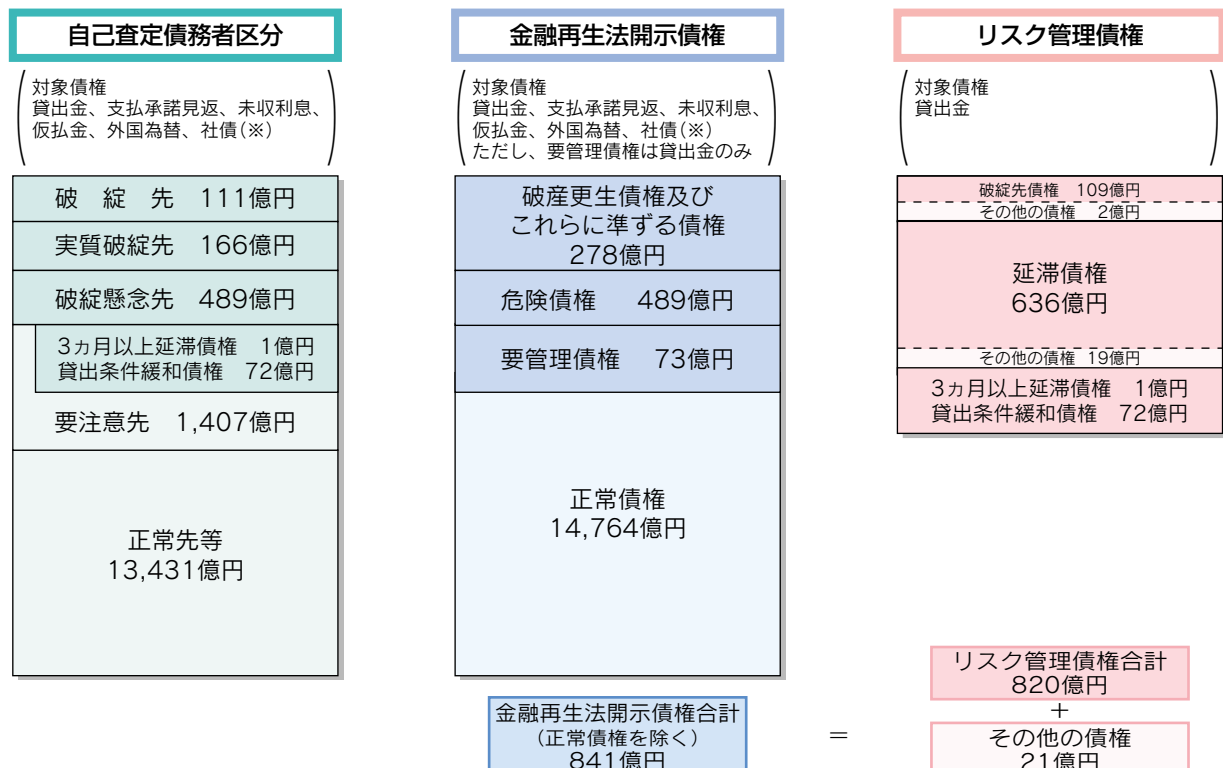 自己査定債務者区分
対象債権
貸出金、支払承諾見返、未収利息、
仮払金、外国為替、社債(※)
破 綻 先 111億円
実質破綻先 166億円
破綻懸念先 489億円
3ヵ月以上延滞債権 1億円
貸出条件緩和債権 72億円
要注意先 1,407億円
正常先等
13,431億円
金融再生法開示債権
対象債権
貸出金、支払承諾見返、未収利息、
仮払金、外国為替、社債(※)
ただし、要管理債権は貸出金のみ
破産更生債権及び
これらに準ずる債権
278億円
危険債権 489億円
要管理債権 73億円
正常債権
14,764億円
金融再生法開示債権合計
(正常債権を除く)
841億円
＝
リスク管理債権
対象債権
貸出金
破綻先債権 109億円
その他の債権 2億円
延滞債権
636億円
その他の債権 19億円
3ヵ月以上延滞債権 1億円
貸出条件緩和債権 72億円
リスク管理債権合計
820億円
＋
その他の債権
21億円